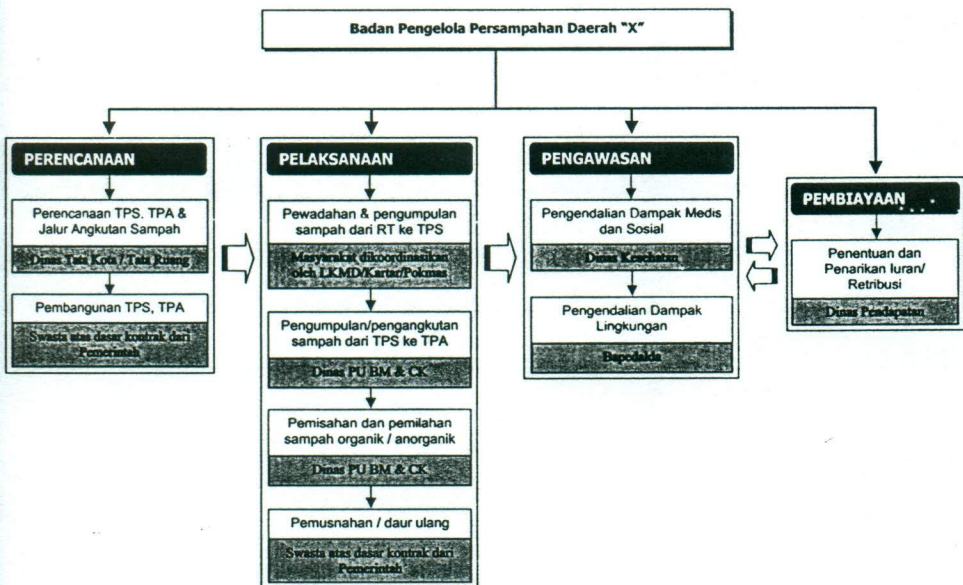 Badan Pengelola Persampahan Daerah "X"
PERENCANAAN
Perencanaan TPS. TPA &
Jalur Angkutan Sampah
Dinas Tata Kota / Tata Ruang
Pembangunan TPS, TPA
Swasta atas dasar kontrak dari
Pemerintah
PELAKSANAAN
Pewadahan & pengumpulan
sampah dari RT ke TPS
Masyarakat dikoordinasikan
oleh LKMD/Kartar/Pokmas
Pengumpulan/pengangkutan
sampah dari TPS ke TPA
Dinas PU BM & CK
Pemisahan dan pemilahan
sampah organik / anorganik
Dinas PU BM & CK
Pemusnahan / daur ulang
Swasta atas dasar kontrak dari
Pemerintah
PENGAWASAN
Pengendalian Dampak Medis
dan Sosial
Dinas Kesehatan
Pengendalian Dampak
Lingkungan
Bapedalda
PEMBIAYAAN
Penentuan dan
Penarikan Iuran/
Retribusi
Dinas Pendapatan